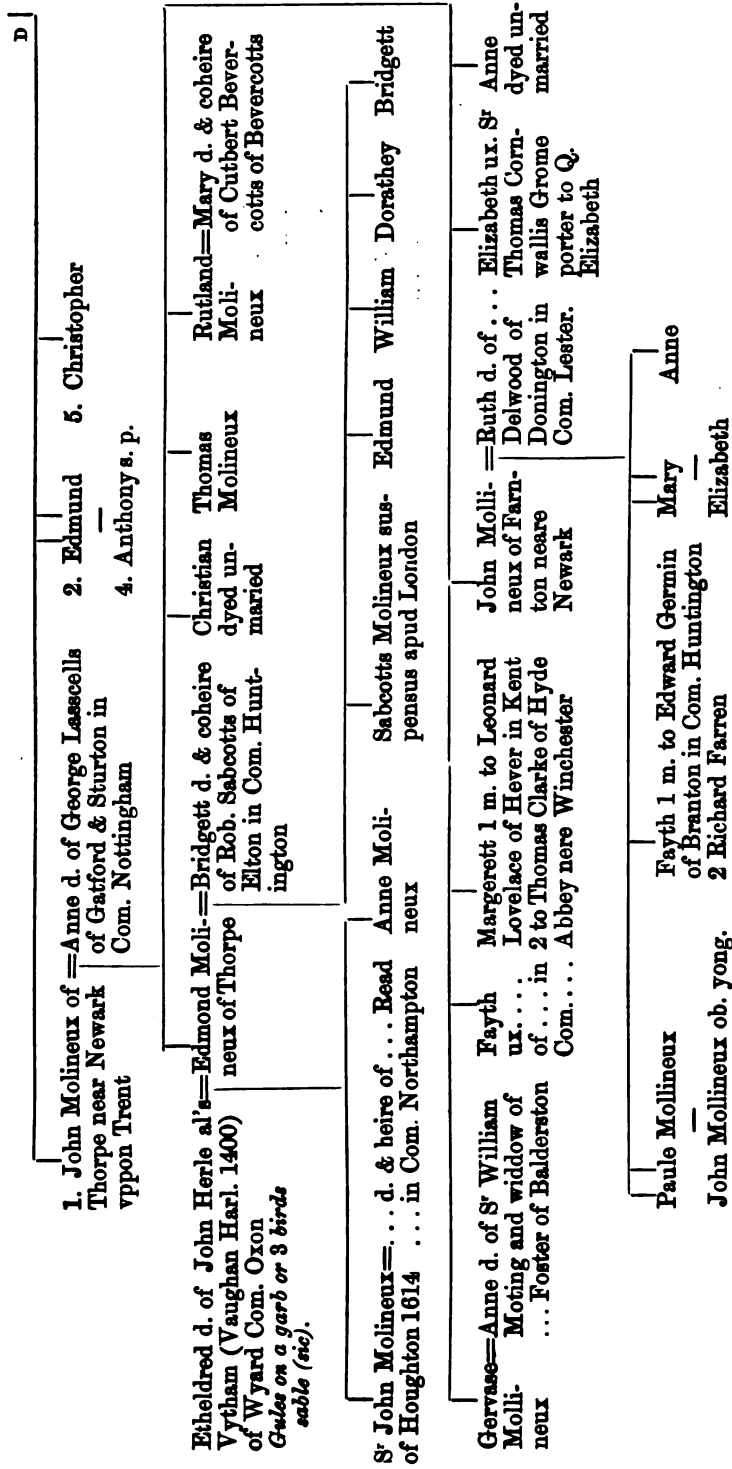 D
1. John Molineux of =Anne d. of George Lasscells
Thorpe near Newark of Gatford & Sturton in
vppon Trent Com. Nottingham
2. Edmund
4. Anthony s. p.
5. Christopher
Etheldred d. of John Herle al's=Edmond Moli-=Bridgett d. & coheire
Vytham (Vaughan Harl. 1400) neux of Thorpe of Rob. Sabcotts of
of Wyard Com. Oxon Elton in Com. Hunt-
Gules on a garb or 3 birds ington
sable (sic).
Christian
dyed un-
maried
Thomas
Molineux
Rutland=Mary d. & coheire
Moli- of Cutbert Bever-
neux cotts of Bevercotts
Sr John Molineux=... d. & heire of ... Read
of Houghton 1614 ... in Com. Northampton
Anne Moli-
neux
Sabcotts Molineux sus-
pensus apud London
Edmund
William
Dorathey
Bridgett
Gervase=Anne d. of Sr William
Molli- Moting and widdow of
neux ... Foster of Balderston
Fayth
ux. ...
of ... in
Com. ...
Margerett 1 m. to Leonard
Lovelace of Hever in Kent
2 to Thomas Clarke of Hyde
Abbey nere Winchester
John Molli- =Ruth d. of ...
neux of Farn- Delwood of
ton neare Donington in
Newark Com. Lester.
Elizabeth ux. Sr
Thomas Corn-
wallis Grome
porter to Q.
Elizabeth
Anne
dyed un-
married
Paule Mollineux
John Mollineux ob. yong.
Fayth 1 m. to Edward Germin
of Branton in Com. Huntington
2 Richard Farren
Mary
Elizabeth
Anne